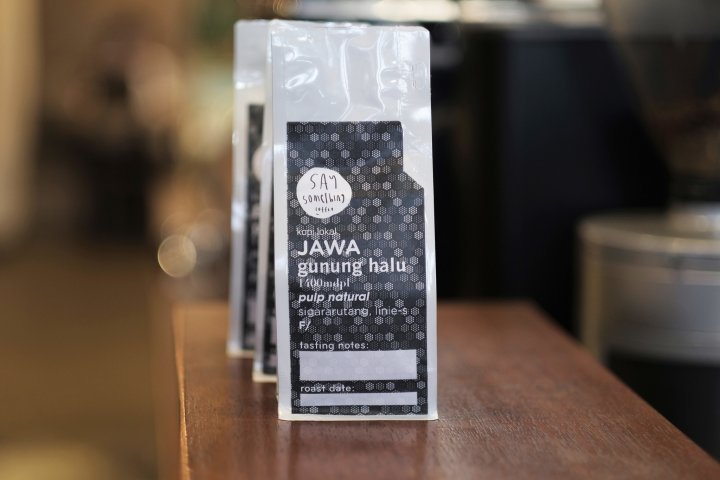 SAY
something
coffee
kopi lokal
JAWA
gunung halu
1400mdpl
pulp natural
sigararutang, linie-s
F/
tasting notes:
roast date: